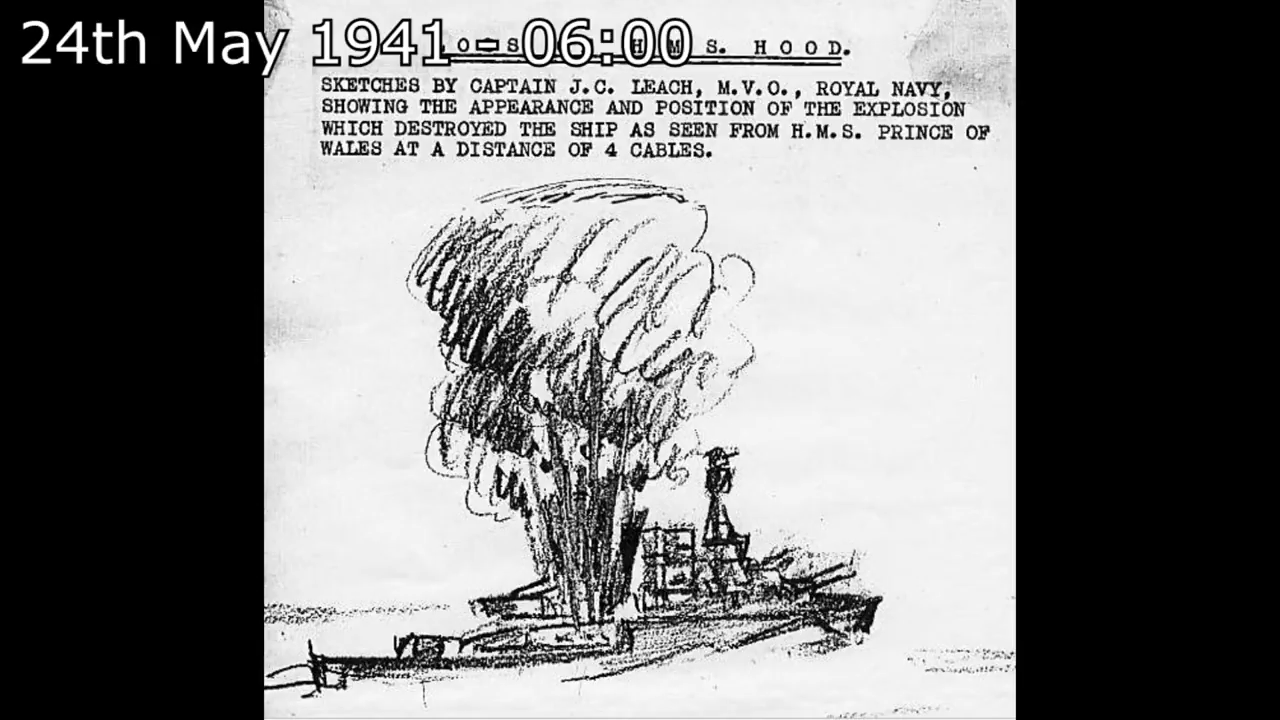 24th May 1941 - 06:00
H.M.S. HOOD.
SKETCHES BY CAPTAIN J.C. LEACH, M.V.O., ROYAL NAVY,
SHOWING THE APPEARANCE AND POSITION OF THE EXPLOSION
WHICH DESTROYED THE SHIP AS SEEN FROM H.M.S. PRINCE OF
WALES AT A DISTANCE OF 4 CABLES.